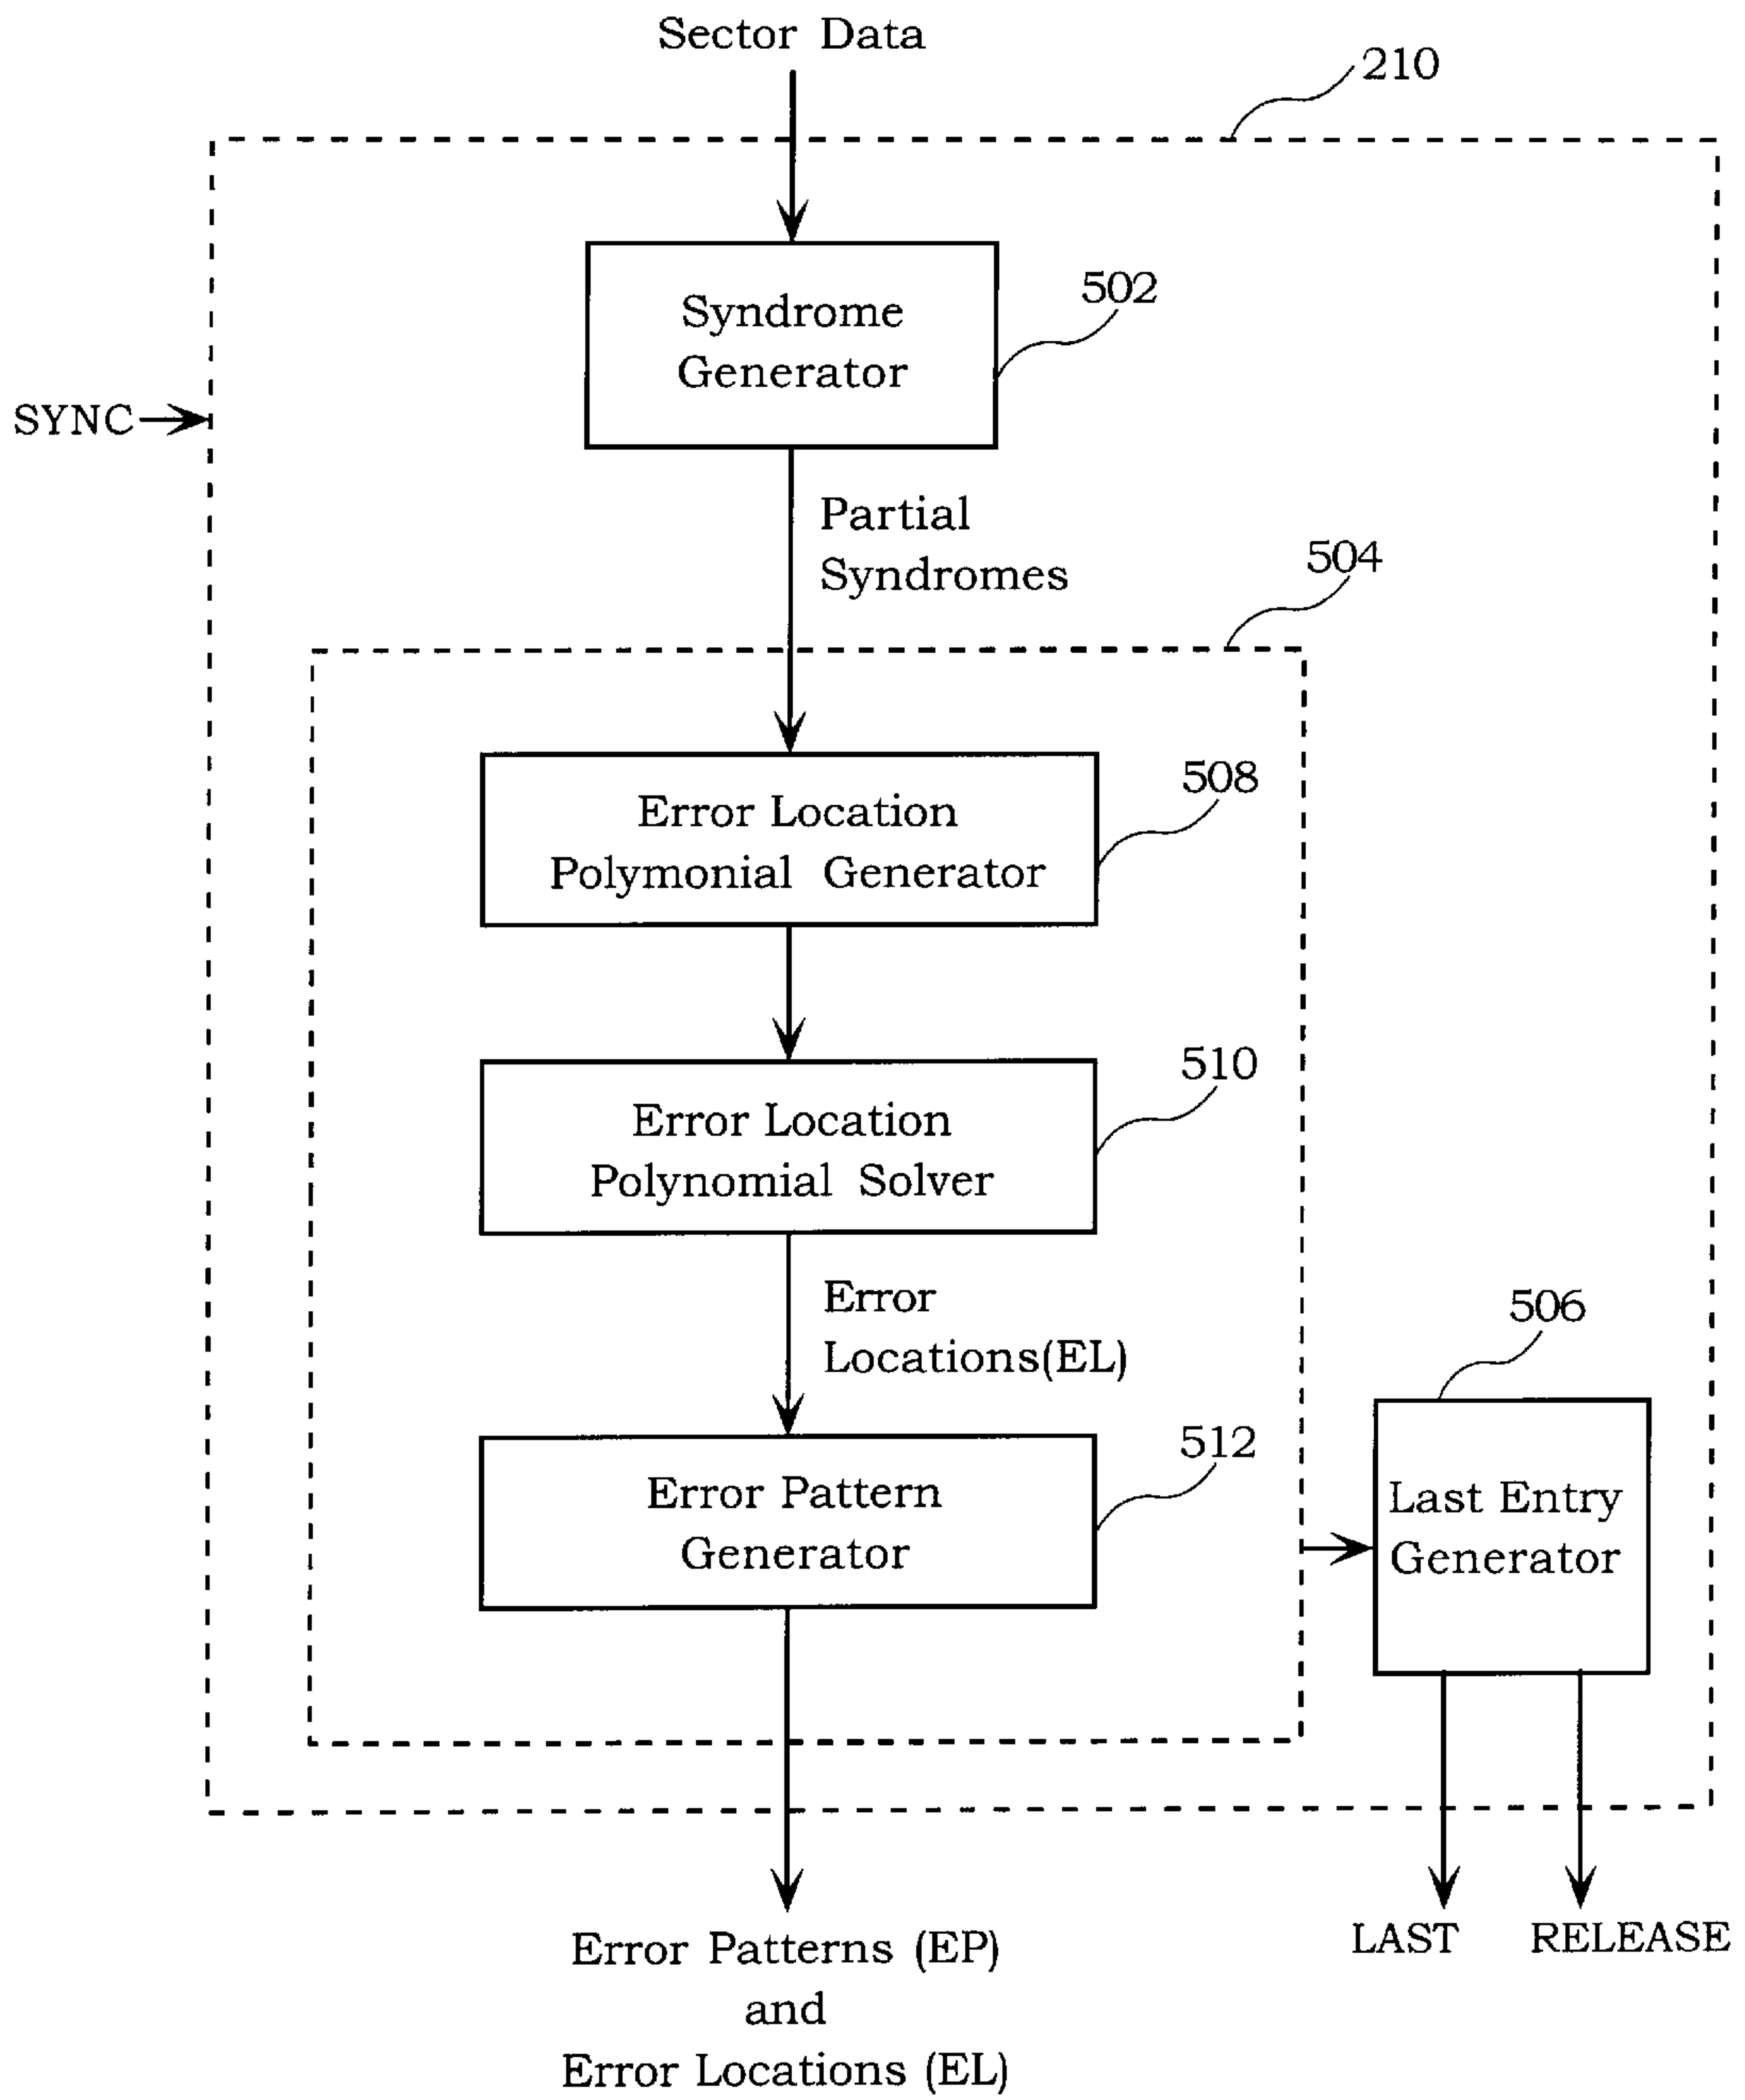 Sector Data
210
Syndrome
Generator
502
SYNC
Partial
Syndromes
504
Error Location
Polymonial Generator
508
Error Location
Polynomial Solver
510
Error
Locations(EL)
506
Error Pattern
Generator
512
Last Entry
Generator
LAST
RELEASE
Error Patterns (EP)
and
Error Locations (EL)